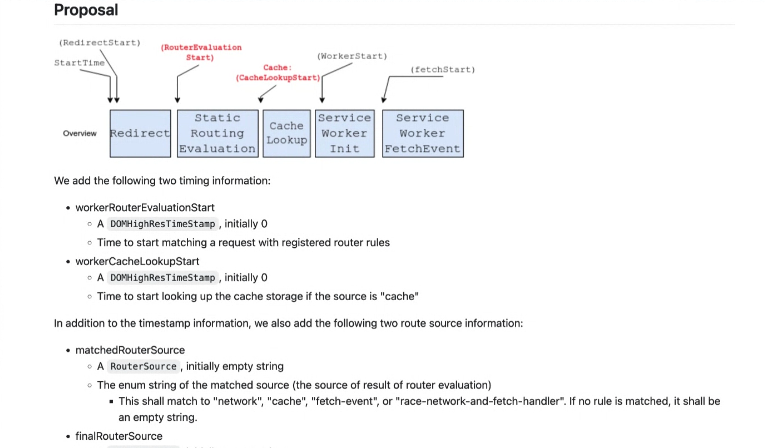 Proposal
(RedirectStart)
StartTime
(RouterEvaluation
Start)
Cache:
(CacheLookupStart)
(WorkerStart)
(fetchStart)
Overview
Redirect
Static
Routing
Evaluation
Cache
Lookup
Service
Worker
Init
Service
Worker
FetchEvent
We add the following two timing information:
workerRouterEvaluationStart
A DOMHighResTimeStamp, initially 0
Time to start matching a request with registered router rules
workerCacheLookupStart
A DOMHighResTimeStamp, initially 0
Time to start looking up the cache storage if the source is "cache"
In addition to the timestamp information, we also add the following two route source information:
matchedRouterSource
A RouterSource, initially empty string
The enum string of the matched source (the source of result of router evaluation)
This shall match to "network", "cache", "fetch-event", or "race-network-and-fetch-handler". If no rule is matched, it shall be
an empty string.
finalRouterSource